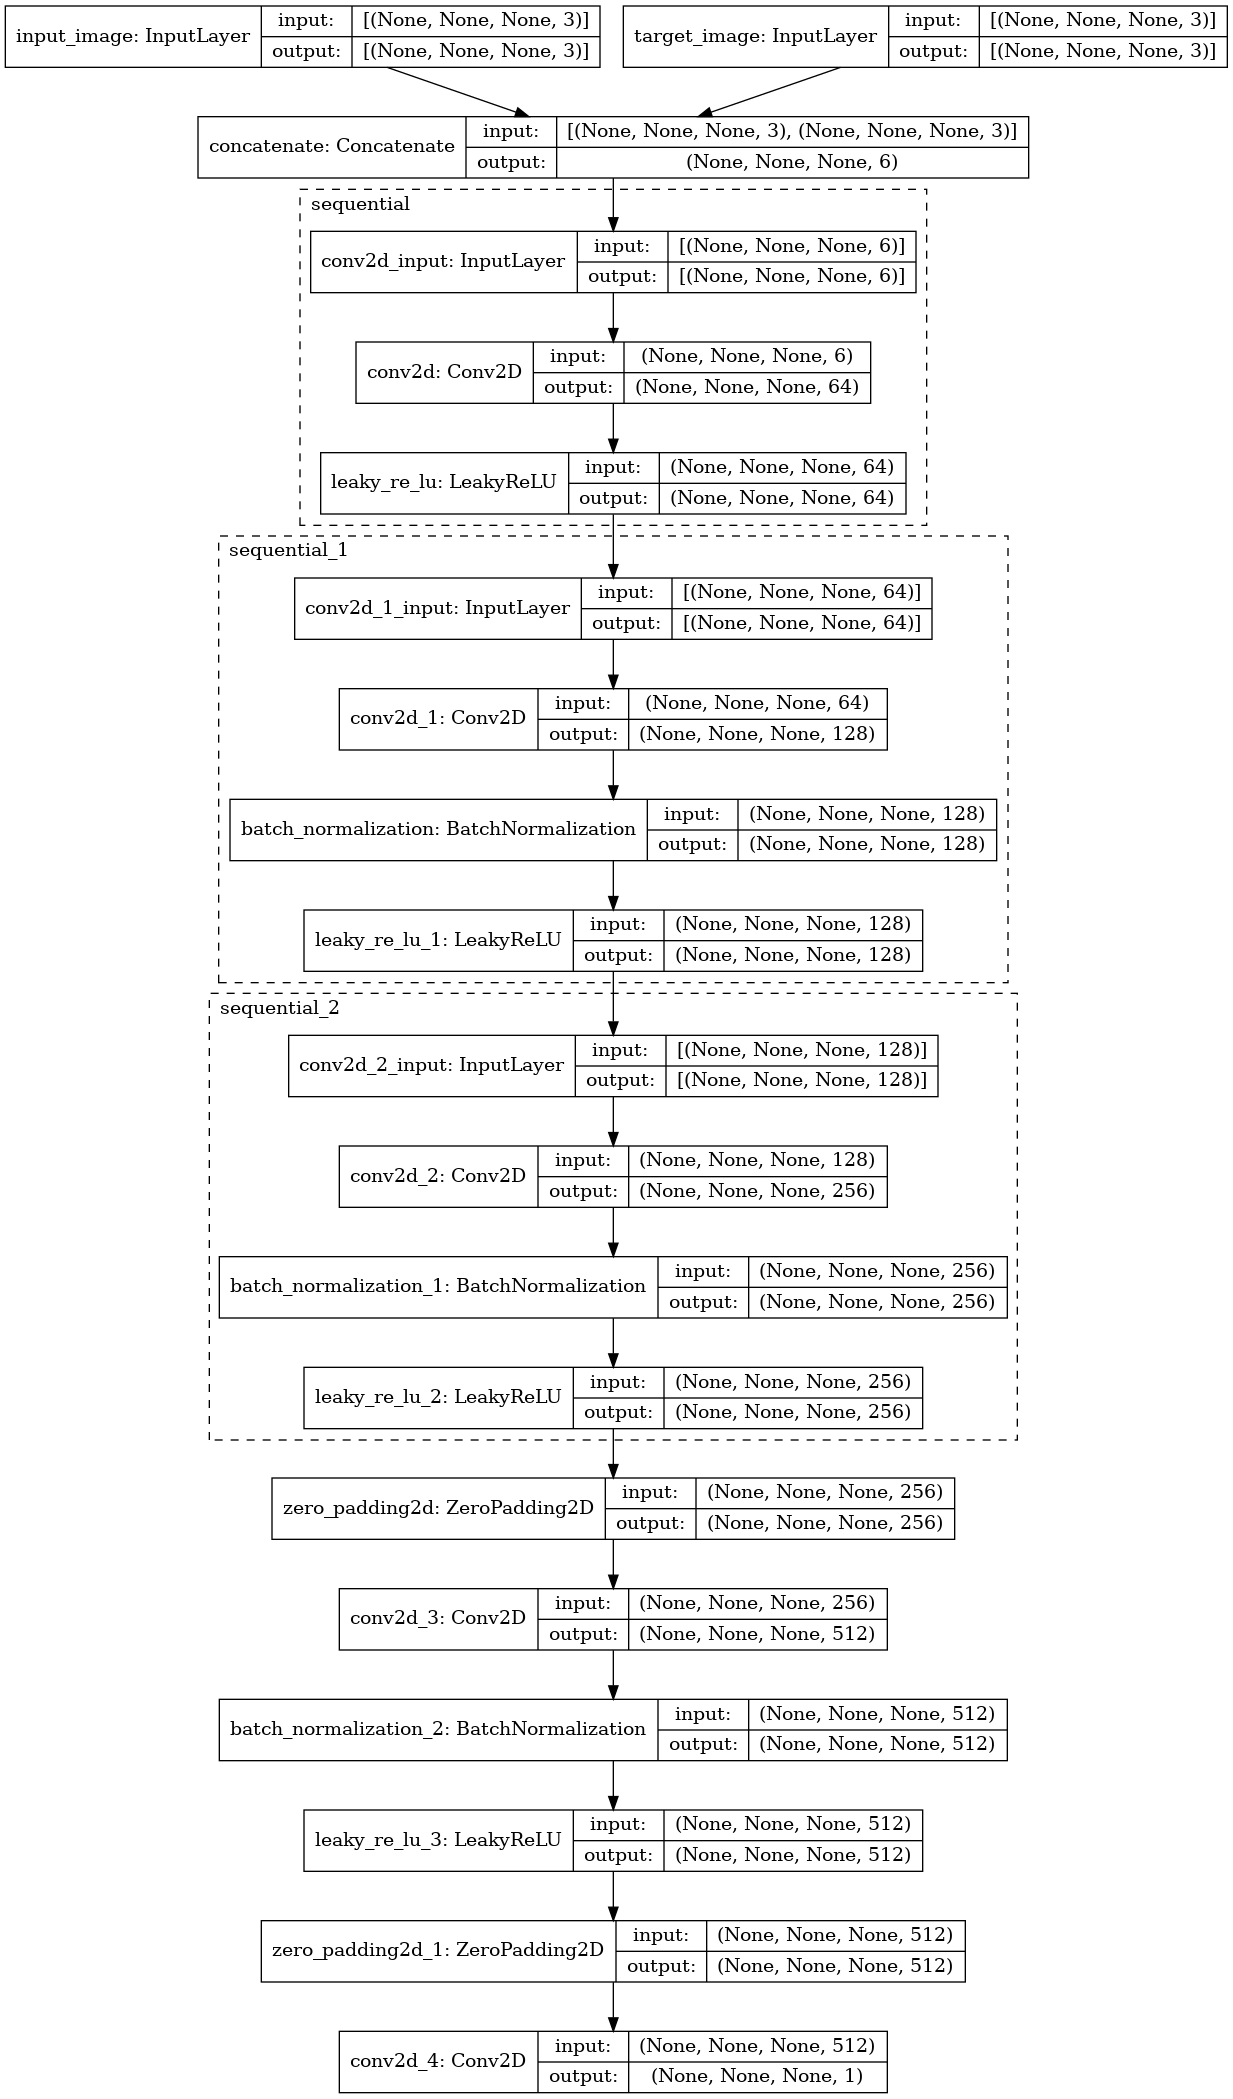 input_image: InputLayer
input:
[(None, None, None, 3)]
output:
[(None, None, None, 3)]
target_image: InputLayer
input:
[(None, None, None, 3)]
output:
[(None, None, None, 3)]
concatenate: Concatenate
input:
[(None, None, None, 3), (None, None, None, 3)]
output:
(None, None, None, 6)
sequential
conv2d_input: InputLayer
input:
[(None, None, None, 6)]
output:
[(None, None, None, 6)]
conv2d: Conv2D
input:
(None, None, None, 6)
output:
(None, None, None, 64)
leaky_re_lu: LeakyReLU
input:
(None, None, None, 64)
output:
(None, None, None, 64)
sequential_1
conv2d_1_input: InputLayer
input:
[(None, None, None, 64)]
output:
[(None, None, None, 64)]
conv2d_1: Conv2D
input:
(None, None, None, 64)
output:
(None, None, None, 128)
batch_normalization: BatchNormalization
input:
(None, None, None, 128)
output:
(None, None, None, 128)
leaky_re_lu_1: LeakyReLU
input:
(None, None, None, 128)
output:
(None, None, None, 128)
sequential_2
conv2d_2_input: InputLayer
input:
[(None, None, None, 128)]
output:
[(None, None, None, 128)]
conv2d_2: Conv2D
input:
(None, None, None, 128)
output:
(None, None, None, 256)
batch_normalization_1: BatchNormalization
input:
(None, None, None, 256)
output:
(None, None, None, 256)
leaky_re_lu_2: LeakyReLU
input:
(None, None, None, 256)
output:
(None, None, None, 256)
zero_padding2d: ZeroPadding2D
input:
(None, None, None, 256)
output:
(None, None, None, 256)
conv2d_3: Conv2D
input:
(None, None, None, 256)
output:
(None, None, None, 512)
batch_normalization_2: BatchNormalization
input:
(None, None, None, 512)
output:
(None, None, None, 512)
leaky_re_lu_3: LeakyReLU
input:
(None, None, None, 512)
output:
(None, None, None, 512)
zero_padding2d_1: ZeroPadding2D
input:
(None, None, None, 512)
output:
(None, None, None, 512)
conv2d_4: Conv2D
input:
(None, None, None, 512)
output:
(None, None, None, 1)